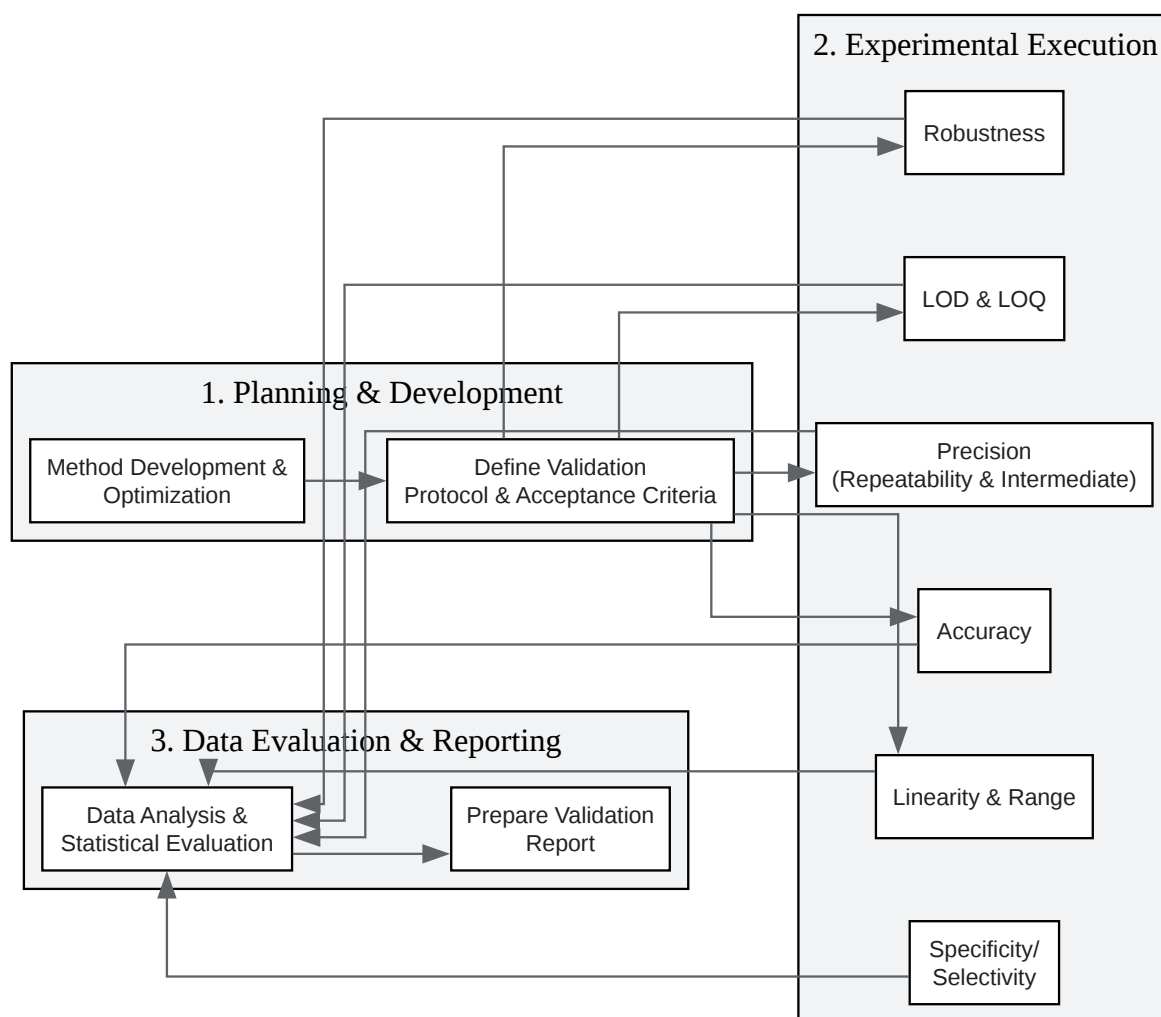 2. Experimental Execution
Robustness
LOD & LOQ
1. Planning & Development
Method Development &
Optimization
Define Validation
Protocol & Acceptance Criteria
Precision
(Repeatability & Intermediate)
Accuracy
3. Data Evaluation & Reporting
Data Analysis &
Statistical Evaluation
Prepare Validation
Report
Linearity & Range
Specificity/
Selectivity